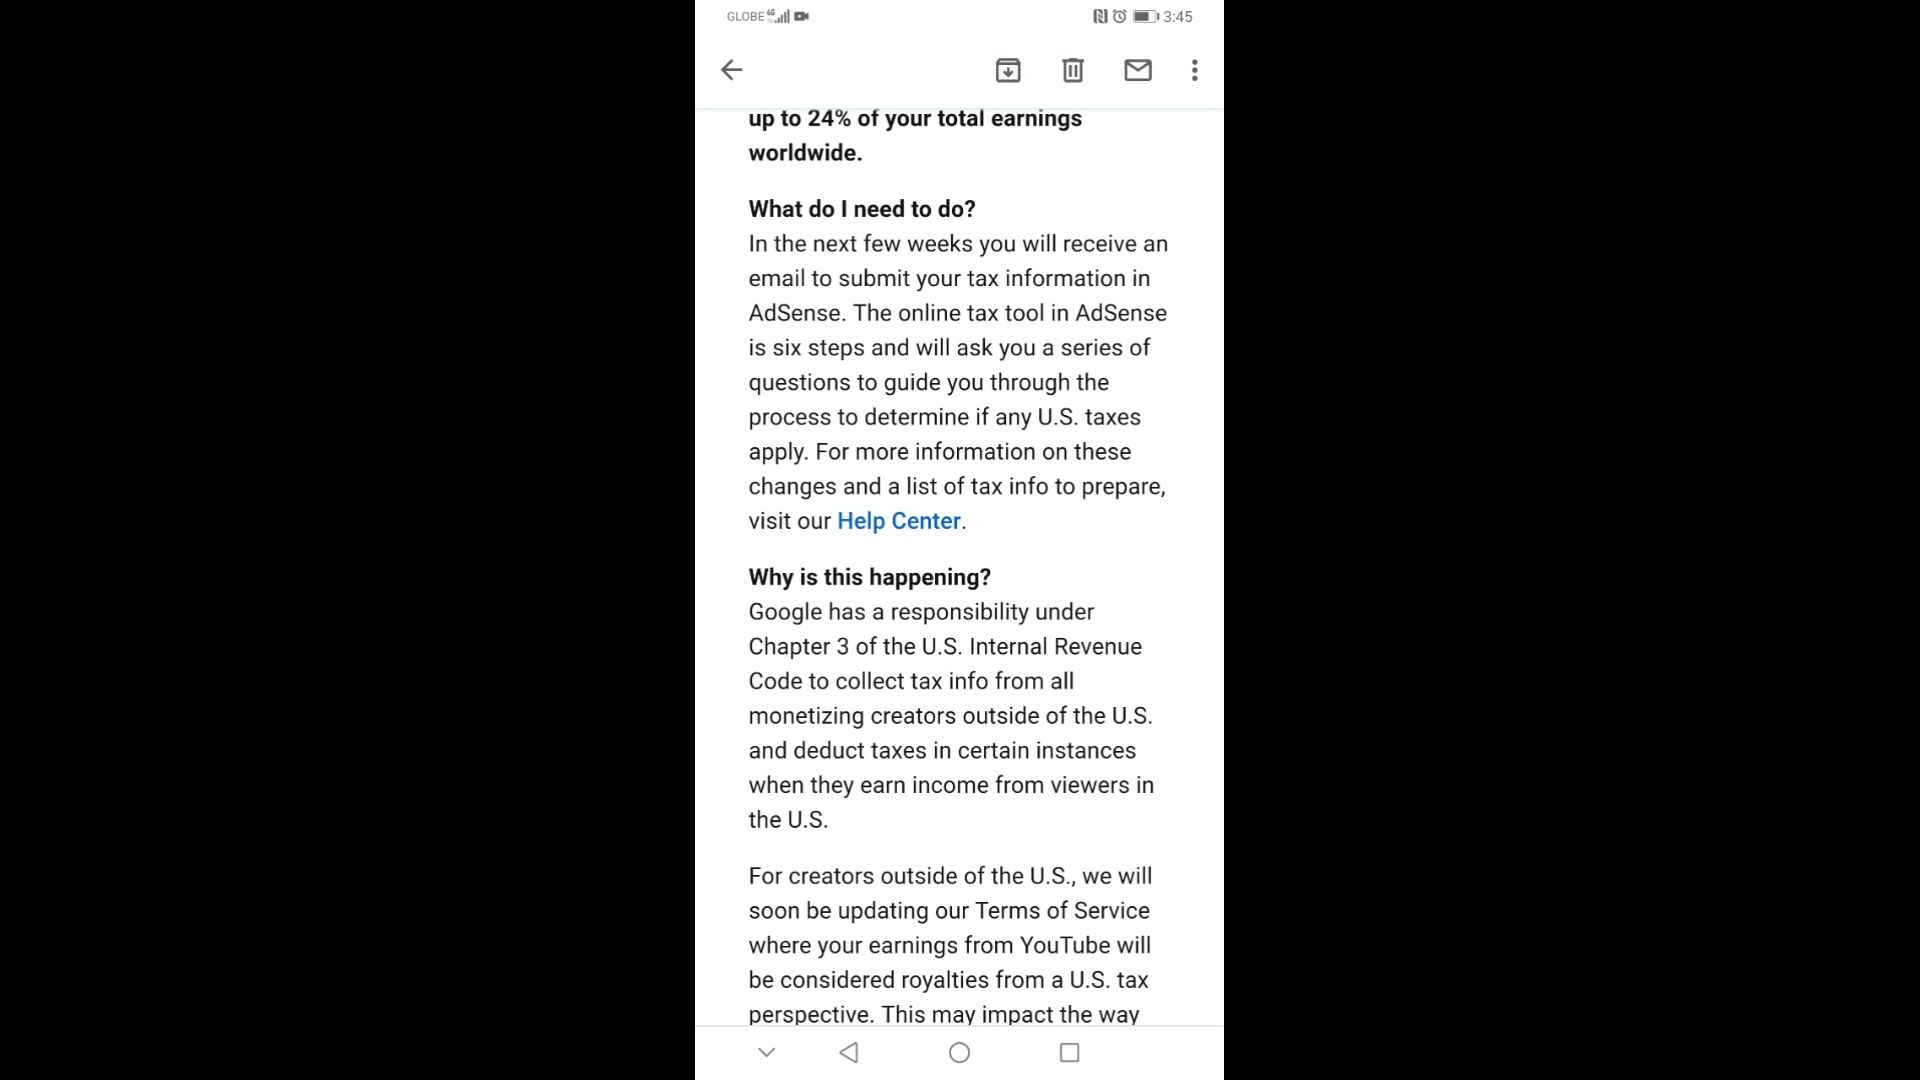 GLOBE 4G 3:45
up to 24% of your total earnings
worldwide.
What do I need to do?
In the next few weeks you will receive an
email to submit your tax information in
AdSense. The online tax tool in AdSense
is six steps and will ask you a series of
questions to guide you through the
process to determine if any U.S. taxes
apply. For more information on these
changes and a list of tax info to prepare,
visit our Help Center.
Why is this happening?
Google has a responsibility under
Chapter 3 of the U.S. Internal Revenue
Code to collect tax info from all
monetizing creators outside of the U.S.
and deduct taxes in certain instances
when they earn income from viewers in
the U.S.
For creators outside of the U.S., we will
soon be updating our Terms of Service
where your earnings from YouTube will
be considered royalties from a U.S. tax
perspective. This may impact the way